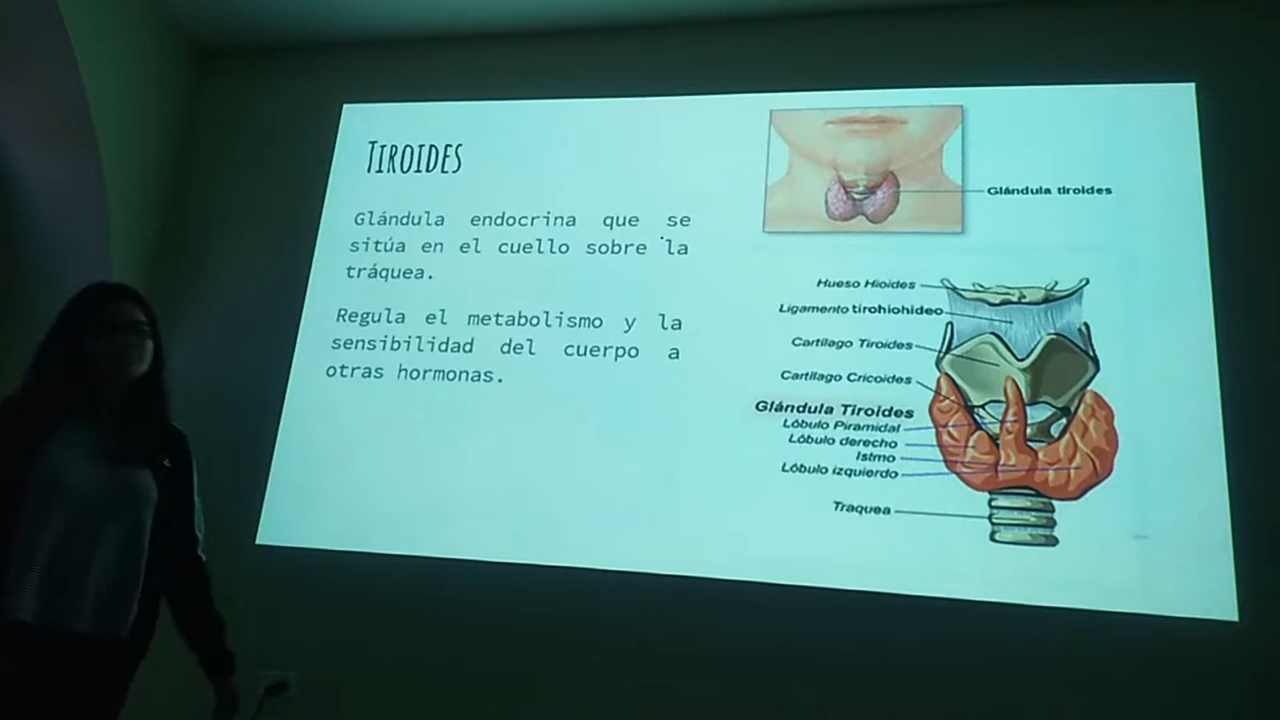 TIROIDES
Glándula endocrina que se
sitúa en el cuello sobre la
tráquea.
Regula el metabolismo y la
sensibilidad del cuerpo a
otras hormonas.
Glándula tiroides
Hueso Hioides
Ligamento tirohiohideo
Cartílago Tiroides
Cartílago Cricoides
Glándula Tiroides
Lóbulo Piramidal
Lóbulo derecho
Istmo
Lóbulo izquierdo
Traquea